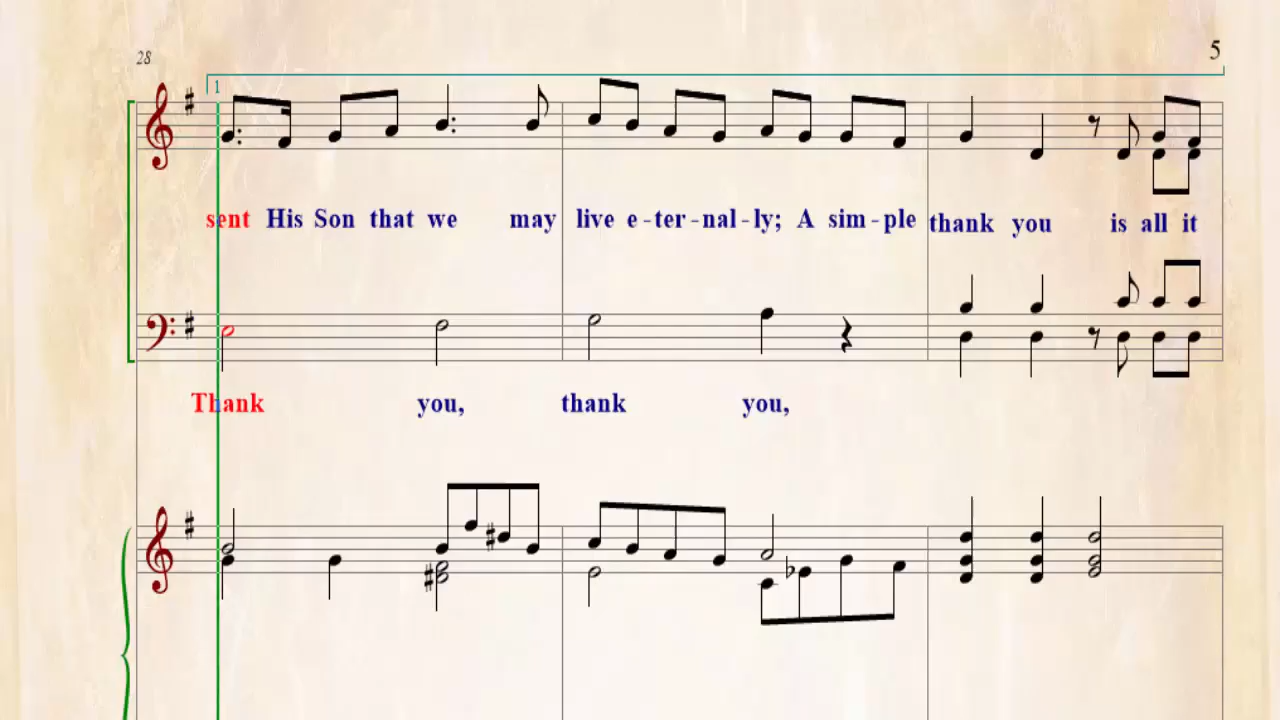 28
5
1
sent His Son that we may live e - ter - nal - ly; A sim - ple thank you is all it
Thank you, thank you,